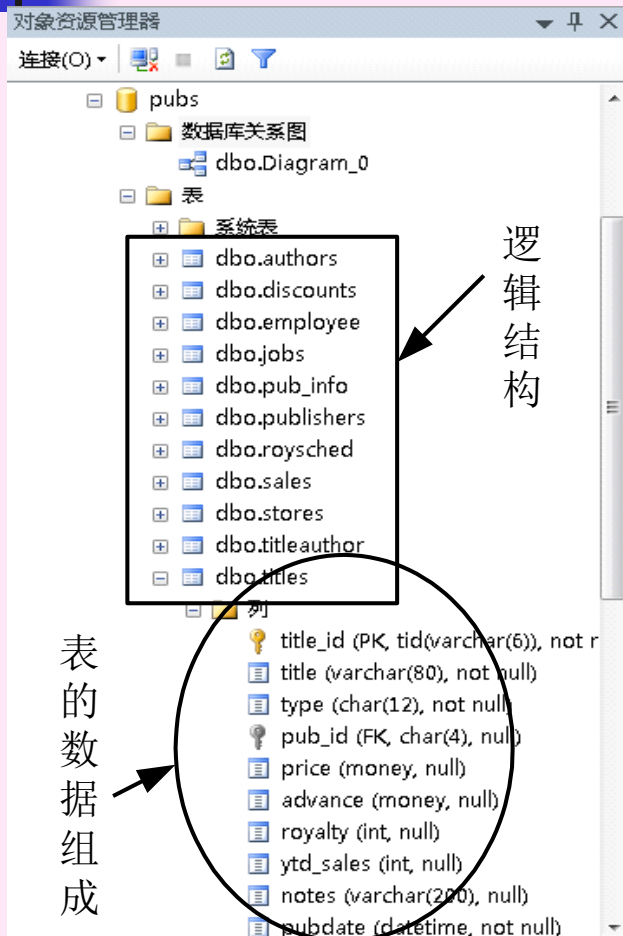 对象资源管理器
连接(O)
pubs
数据库关系图
dbo.Diagram_0
表
系统表
dbo.authors
dbo.discounts
dbo.employee
dbo.jobs
dbo.pub_info
dbo.publishers
dbo.roysched
dbo.sales
dbo.stores
dbo.titleauthor
dbo.titles
列
title_id (PK, tid(varchar(6)), not
title (varchar(80), not null)
type (char(12), not null)
pub_id (FK, char(4), null)
price (money, null)
advance (money, null)
royalty (int, null)
ytd_sales (int, null)
notes (varchar(200), null)
pubdate (datetime, not null)
逻辑结构
表的数据组成